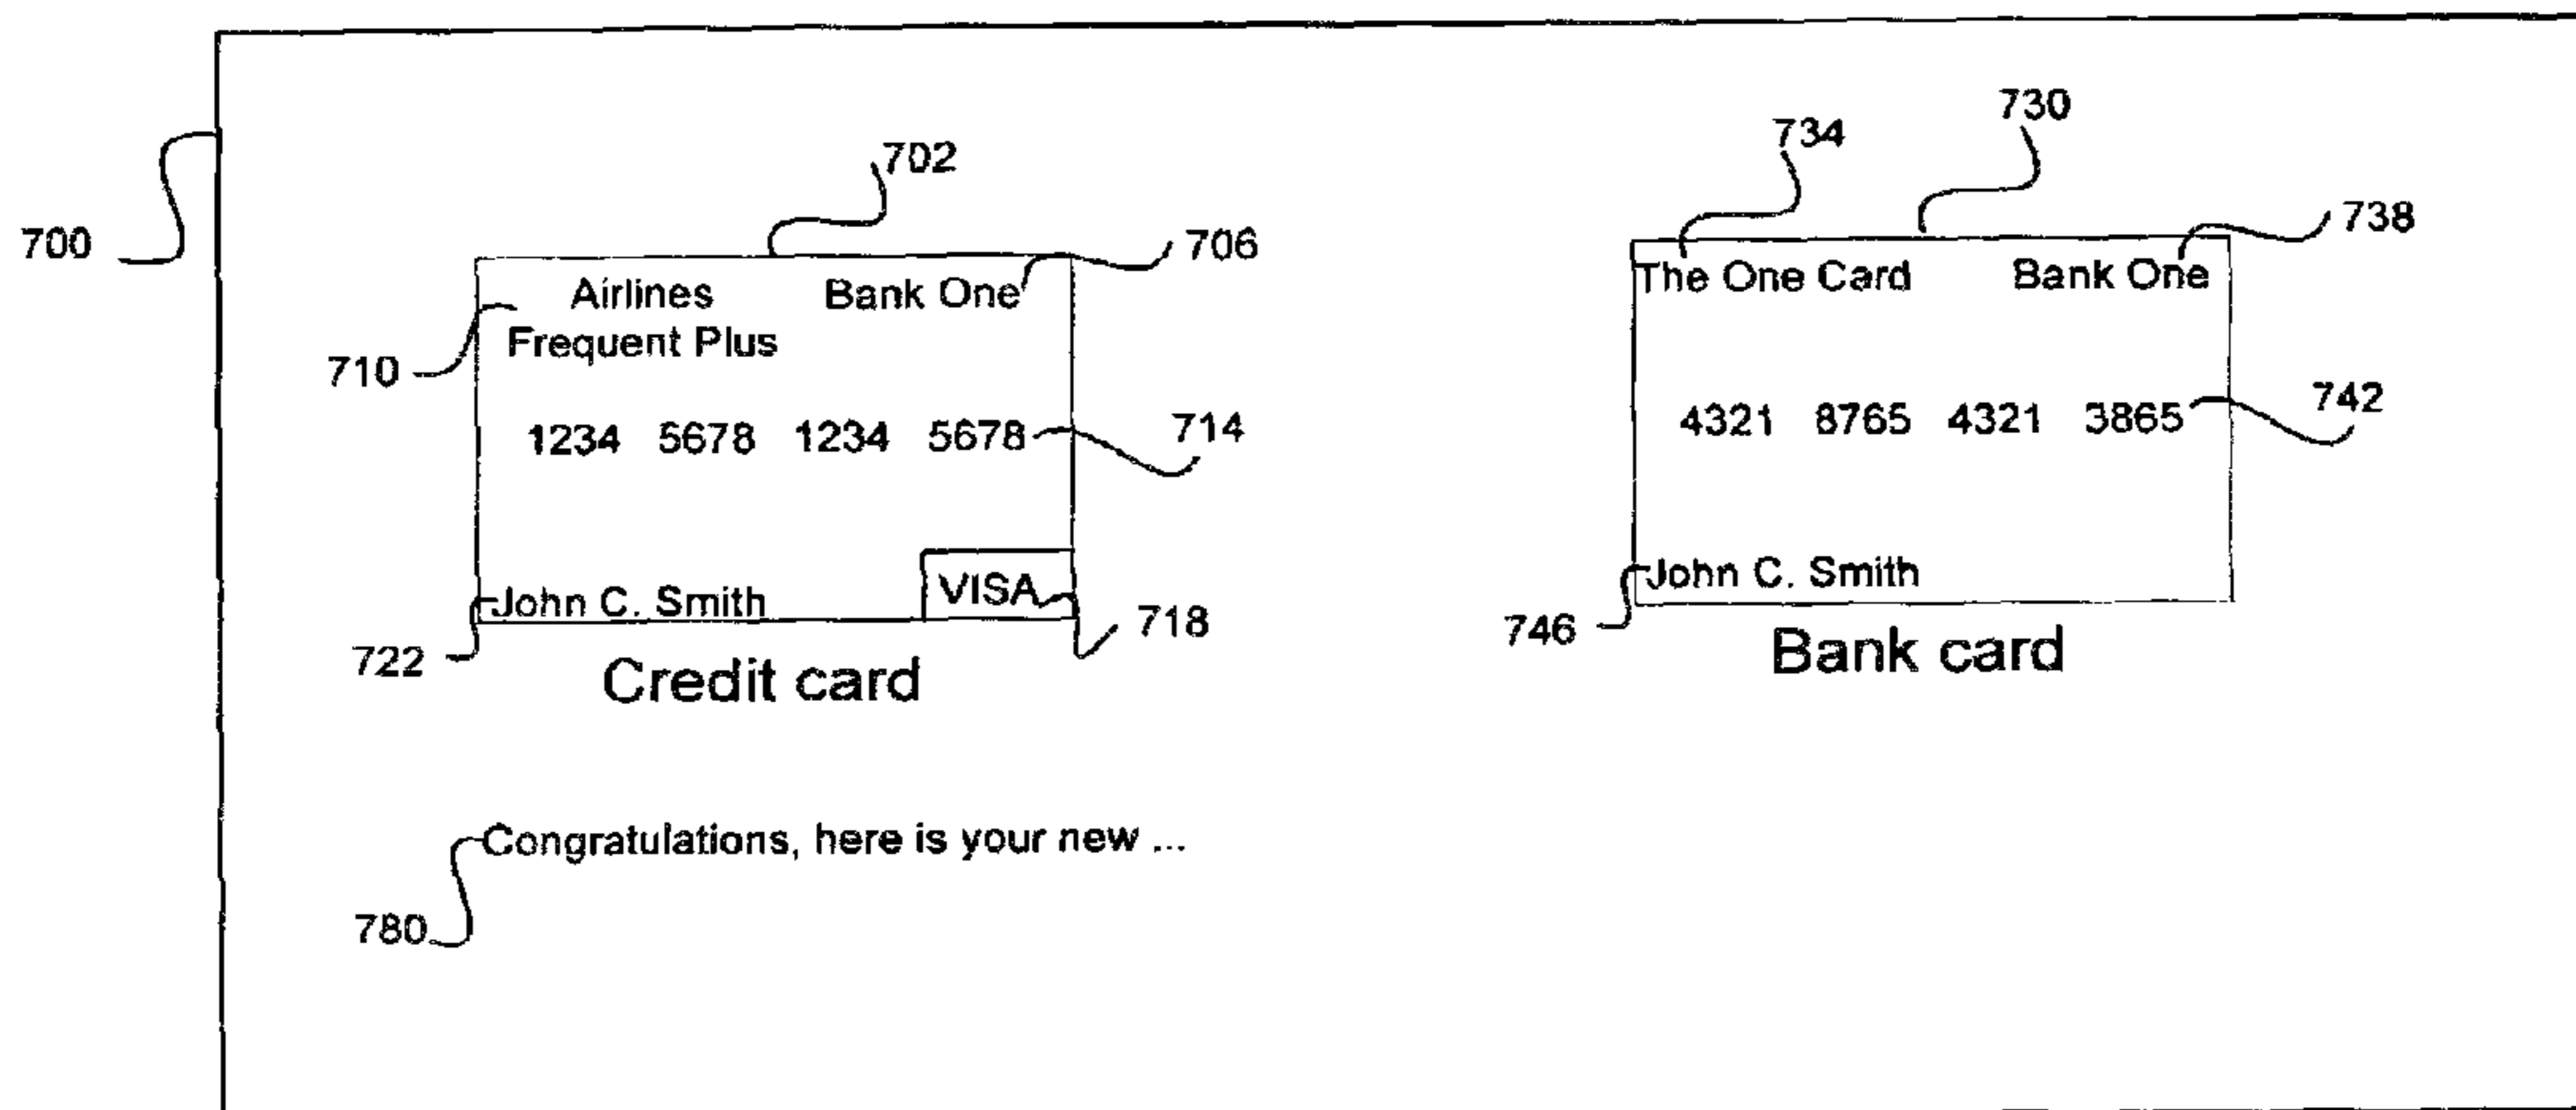 730
734
702
738
700
706
The One Card Bank One
Airlines Bank One
Frequent Plus
710
742
4321 8765 4321 3865
1234 5678 1234 5678
714
John C. Smith
VISA
John C. Smith
718
746
722
Bank card
Credit card
Congratulations, here is your new ...
780